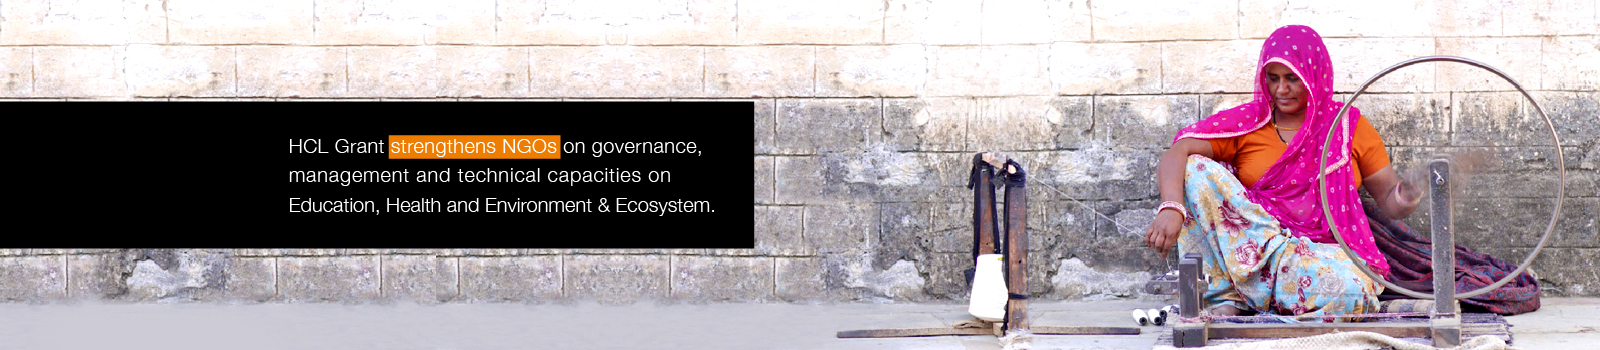 HCL Grant strengthens NGOs on governance,
management and technical capacities on
Education, Health and Environment & Ecosystem.